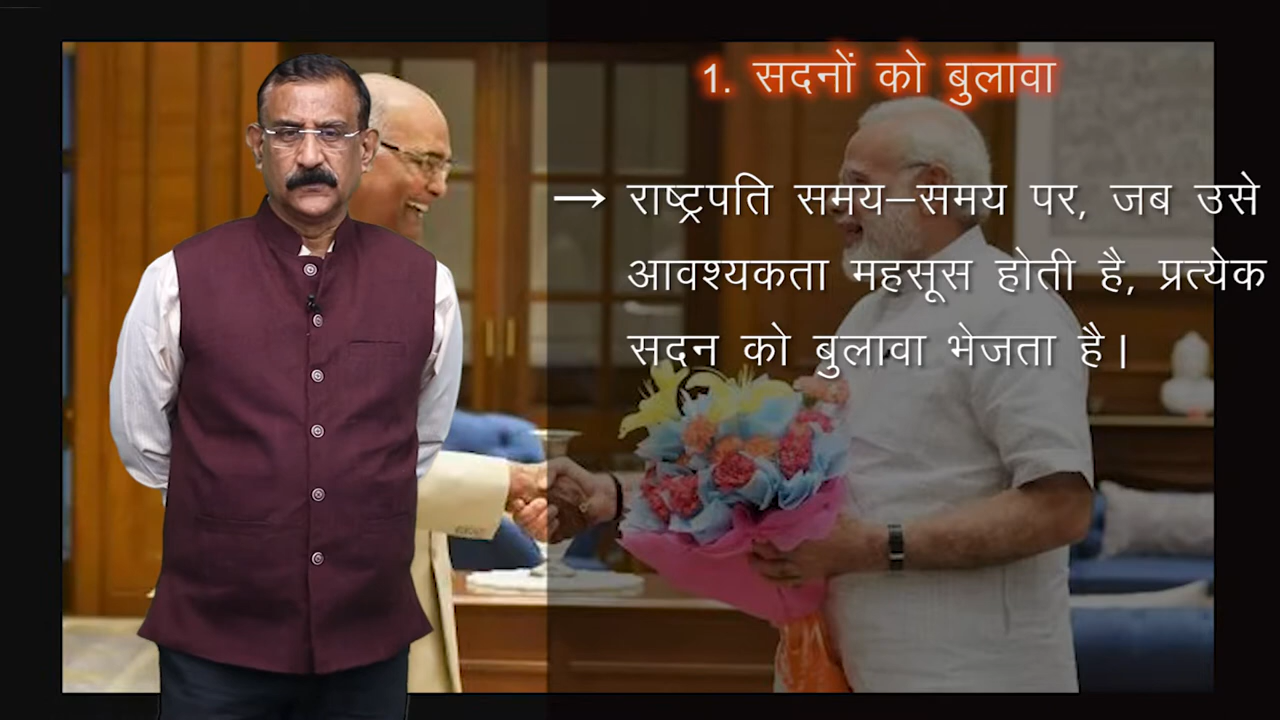 1. सदनों को बुलावा
→ राष्ट्रपति समय–समय पर, जब उसे
आवश्यकता महसूस होती है, प्रत्येक
सदन को बुलावा भेजता है।